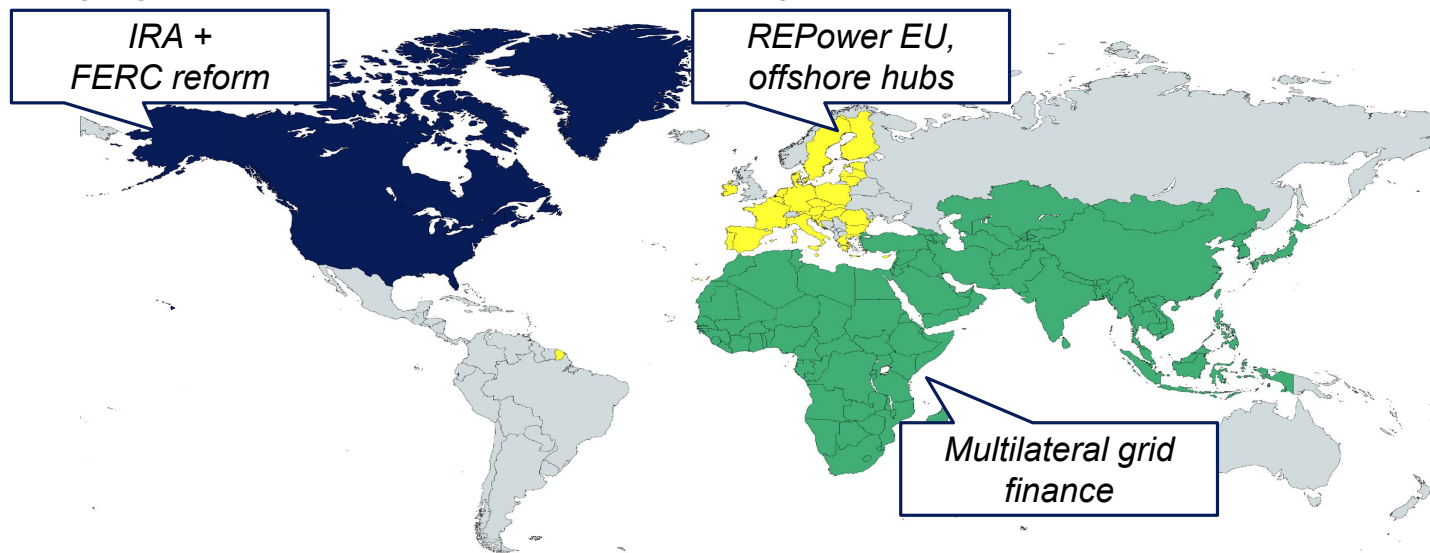 IRA +
FERC reform
REPower EU,
offshore hubs
Multilateral grid
finance